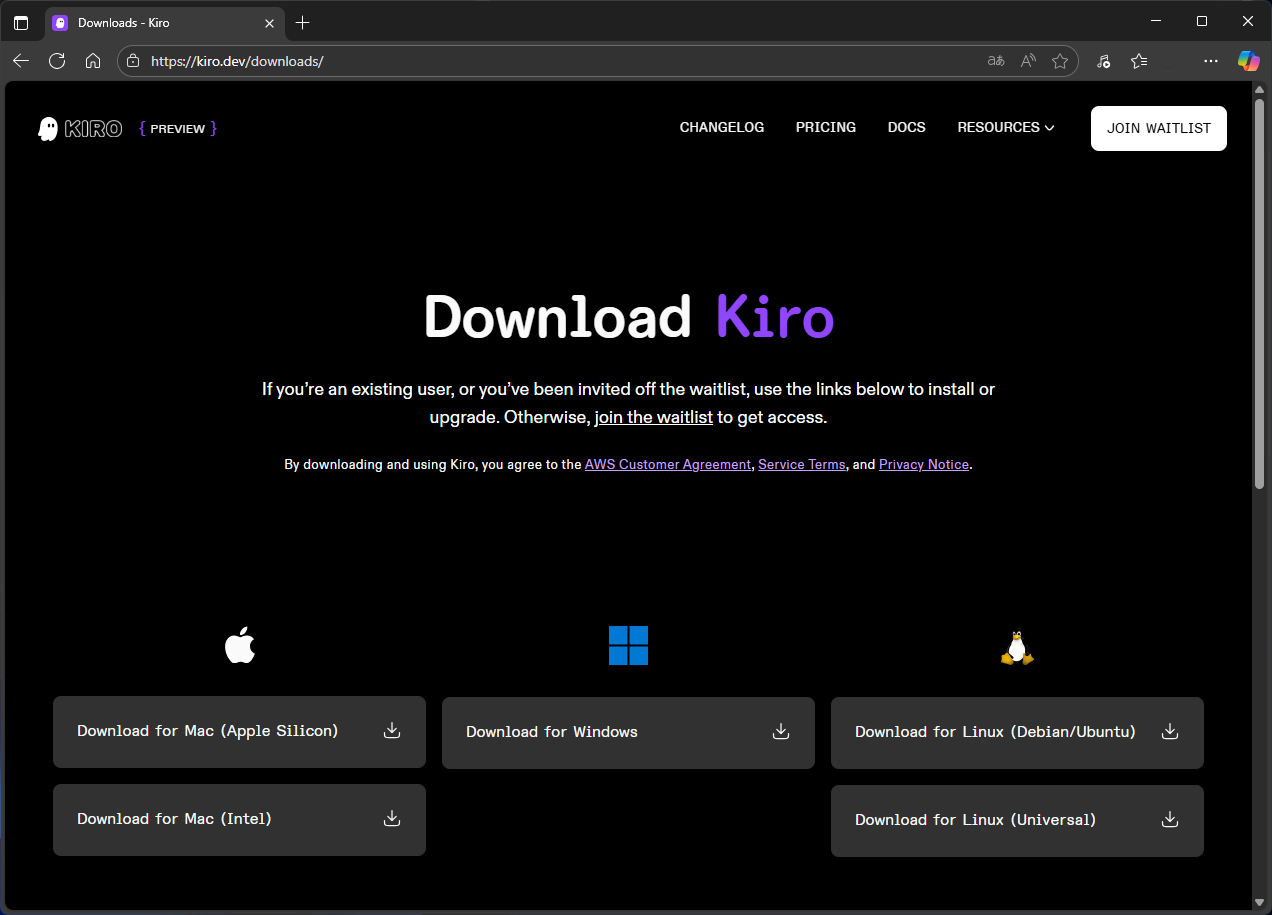 Downloads - Kiro
https://kiro.dev/downloads/
KIRO { PREVIEW }
CHANGELOG PRICING DOCS RESOURCES JOIN WAITLIST
Download Kiro
If you’re an existing user, or you’ve been invited off the waitlist, use the links below to install or
upgrade. Otherwise, join the waitlist to get access.
By downloading and using Kiro, you agree to the AWS Customer Agreement, Service Terms, and Privacy Notice.
Download for Mac (Apple Silicon)
Download for Windows
Download for Linux (Debian/Ubuntu)
Download for Mac (Intel)
Download for Linux (Universal)